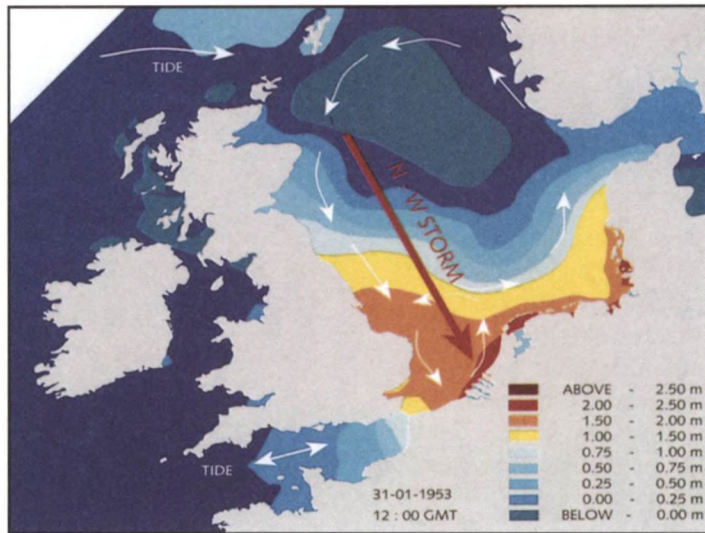 TIDE
N - W STORM
TIDE
ABOVE - 2.50 m
2.00 - 2.50 m
1.50 - 2.00 m
1.00 - 1.50 m
0.75 - 1.00 m
0.50 - 0.75 m
0.25 - 0.50 m
0.00 - 0.25 m
BELOW - 0.00 m
31-01-1953
12 : 00 GMT